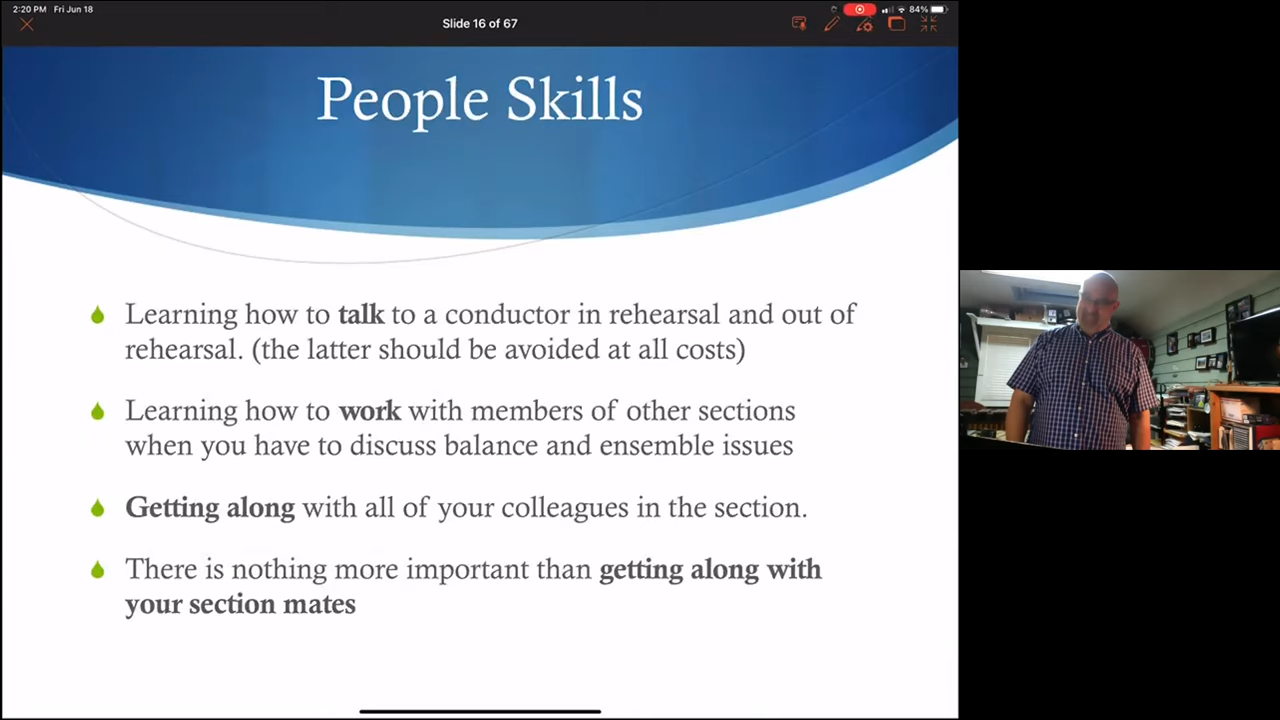 2:20 PM Fri Jun 18
84%
Slide 16 of 67
People Skills
Learning how to talk to a conductor in rehearsal and out of
rehearsal. (the latter should be avoided at all costs)
Learning how to work with members of other sections
when you have to discuss balance and ensemble issues
Getting along with all of your colleagues in the section.
There is nothing more important than getting along with
your section mates